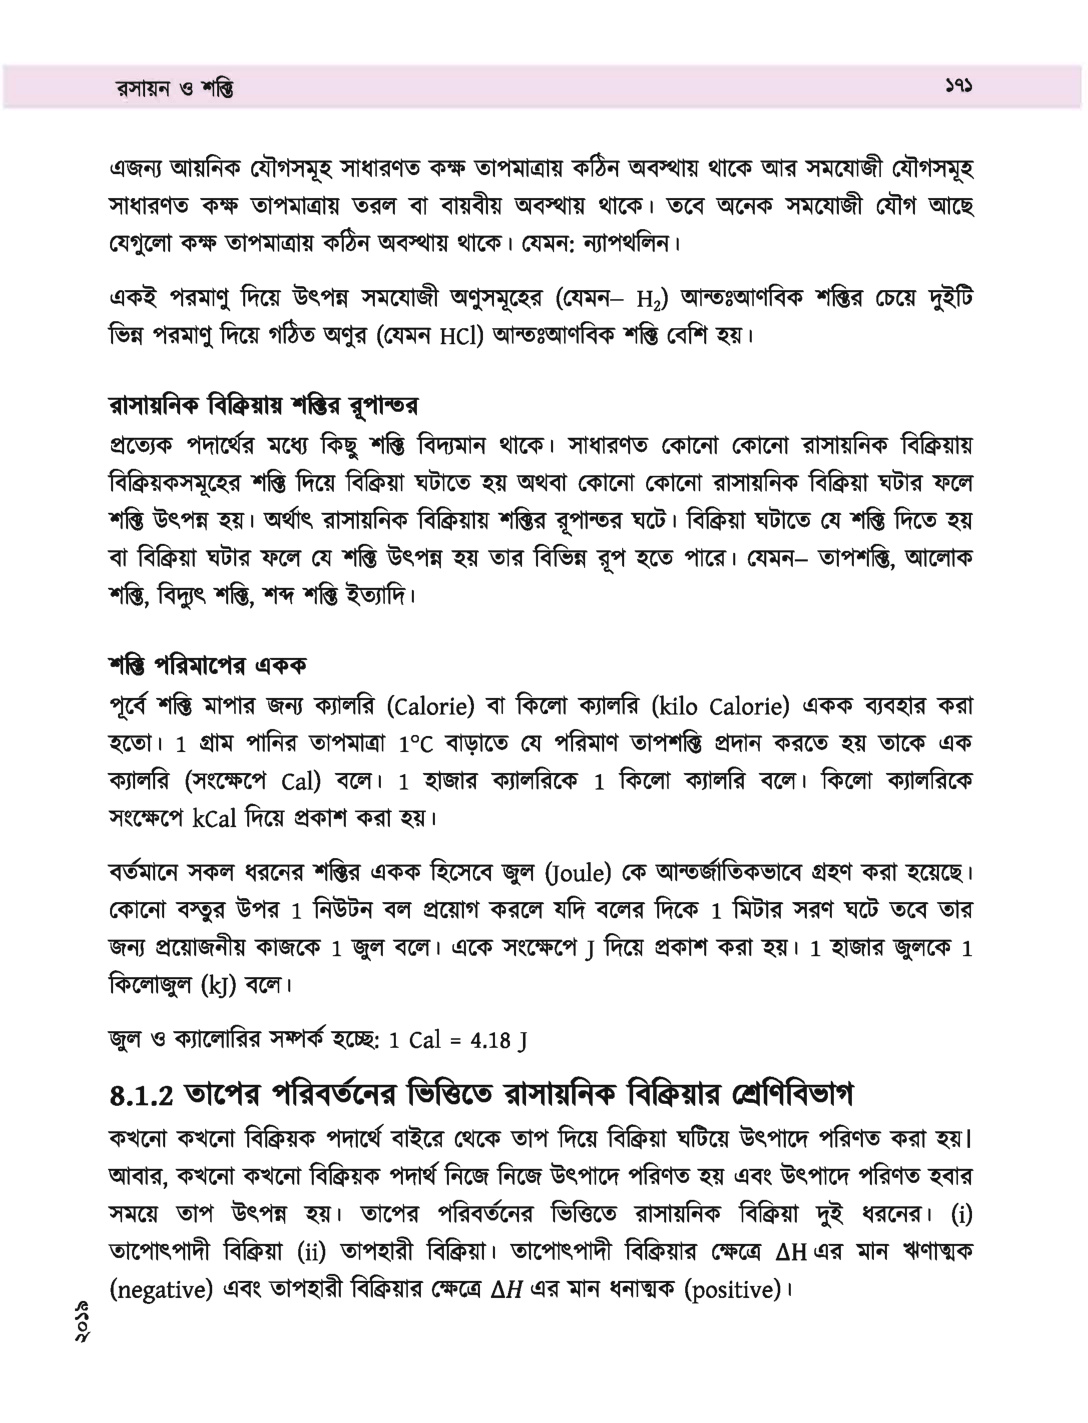 রসায়ন ও শক্তি ১৭১
এজন্য আয়নিক যৌগসমূহ সাধারণত কক্ষ তাপমাত্রায় কঠিন অবস্থায় থাকে আর সমযোজী যৌগসমূহ
সাধারণত কক্ষ তাপমাত্রায় তরল বা বায়বীয় অবস্থায় থাকে। তবে অনেক সমযোজী যৌগ আছে
যেগুলো কক্ষ তাপমাত্রায় কঠিন অবস্থায় থাকে। যেমন: ন্যাপথলিন।
একই পরমাণু দিয়ে উৎপন্ন সমযোজী অণুসমূহের (যেমন– H₂) আন্তঃআণবিক শক্তির চেয়ে দুইটি
ভিন্ন পরমাণু দিয়ে গঠিত অণুর (যেমন HCl) আন্তঃআণবিক শক্তি বেশি হয়।
রাসায়নিক বিক্রিয়ায় শক্তির রূপান্তর
প্রত্যেক পদার্থের মধ্যে কিছু শক্তি বিদ্যমান থাকে। সাধারণত কোনো কোনো রাসায়নিক বিক্রিয়ায়
বিক্রিয়কসমূহের শক্তি দিয়ে বিক্রিয়া ঘটাতে হয় অথবা কোনো কোনো রাসায়নিক বিক্রিয়া ঘটার ফলে
শক্তি উৎপন্ন হয়। অর্থাৎ রাসায়নিক বিক্রিয়ায় শক্তির রূপান্তর ঘটে। বিক্রিয়া ঘটাতে যে শক্তি দিতে হয়
বা বিক্রিয়া ঘটার ফলে যে শক্তি উৎপন্ন হয় তার বিভিন্ন রূপ হতে পারে। যেমন– তাপশক্তি, আলোক
শক্তি, বিদ্যুৎ শক্তি, শব্দ শক্তি ইত্যাদি।
শক্তি পরিমাপের একক
পূর্বে শক্তি মাপার জন্য ক্যালরি (Calorie) বা কিলো ক্যালরি (kilo Calorie) একক ব্যবহার করা
হতো। 1 গ্রাম পানির তাপমাত্রা 1°C বাড়াতে যে পরিমাণ তাপশক্তি প্রদান করতে হয় তাকে এক
ক্যালরি (সংক্ষেপে Cal) বলে। 1 হাজার ক্যালরিকে 1 কিলো ক্যালরি বলে। কিলো ক্যালরিকে
সংক্ষেপে kCal দিয়ে প্রকাশ করা হয়।
বর্তমানে সকল ধরনের শক্তির একক হিসেবে জুল (Joule) কে আন্তর্জাতিকভাবে গ্রহণ করা হয়েছে।
কোনো বস্তুর উপর 1 নিউটন বল প্রয়োগ করলে যদি বলের দিকে 1 মিটার সরণ ঘটে তবে তার
জন্য প্রয়োজনীয় কাজকে 1 জুল বলে। একে সংক্ষেপে J দিয়ে প্রকাশ করা হয়। 1 হাজার জুলকে 1
কিলোজুল (kJ) বলে।
জুল ও ক্যালোরির সম্পর্ক হচ্ছে: 1 Cal = 4.18 J
8.1.2 তাপের পরিবর্তনের ভিত্তিতে রাসায়নিক বিক্রিয়ার শ্রেণিবিভাগ
কখনো কখনো বিক্রিয়ক পদার্থে বাইরে থেকে তাপ দিয়ে বিক্রিয়া ঘটিয়ে উৎপাদে পরিণত করা হয়।
আবার, কখনো কখনো বিক্রিয়ক পদার্থ নিজে নিজে উৎপাদে পরিণত হয় এবং উৎপাদে পরিণত হবার
সময়ে তাপ উৎপন্ন হয়। তাপের পরিবর্তনের ভিত্তিতে রাসায়নিক বিক্রিয়া দুই ধরনের। (i)
তাপোৎপাদী বিক্রিয়া (ii) তাপহারী বিক্রিয়া। তাপোৎপাদী বিক্রিয়ার ক্ষেত্রে ΔH এর মান ঋণাত্মক
(negative) এবং তাপহারী বিক্রিয়ার ক্ষেত্রে ΔH এর মান ধনাত্মক (positive)।
২০১৯